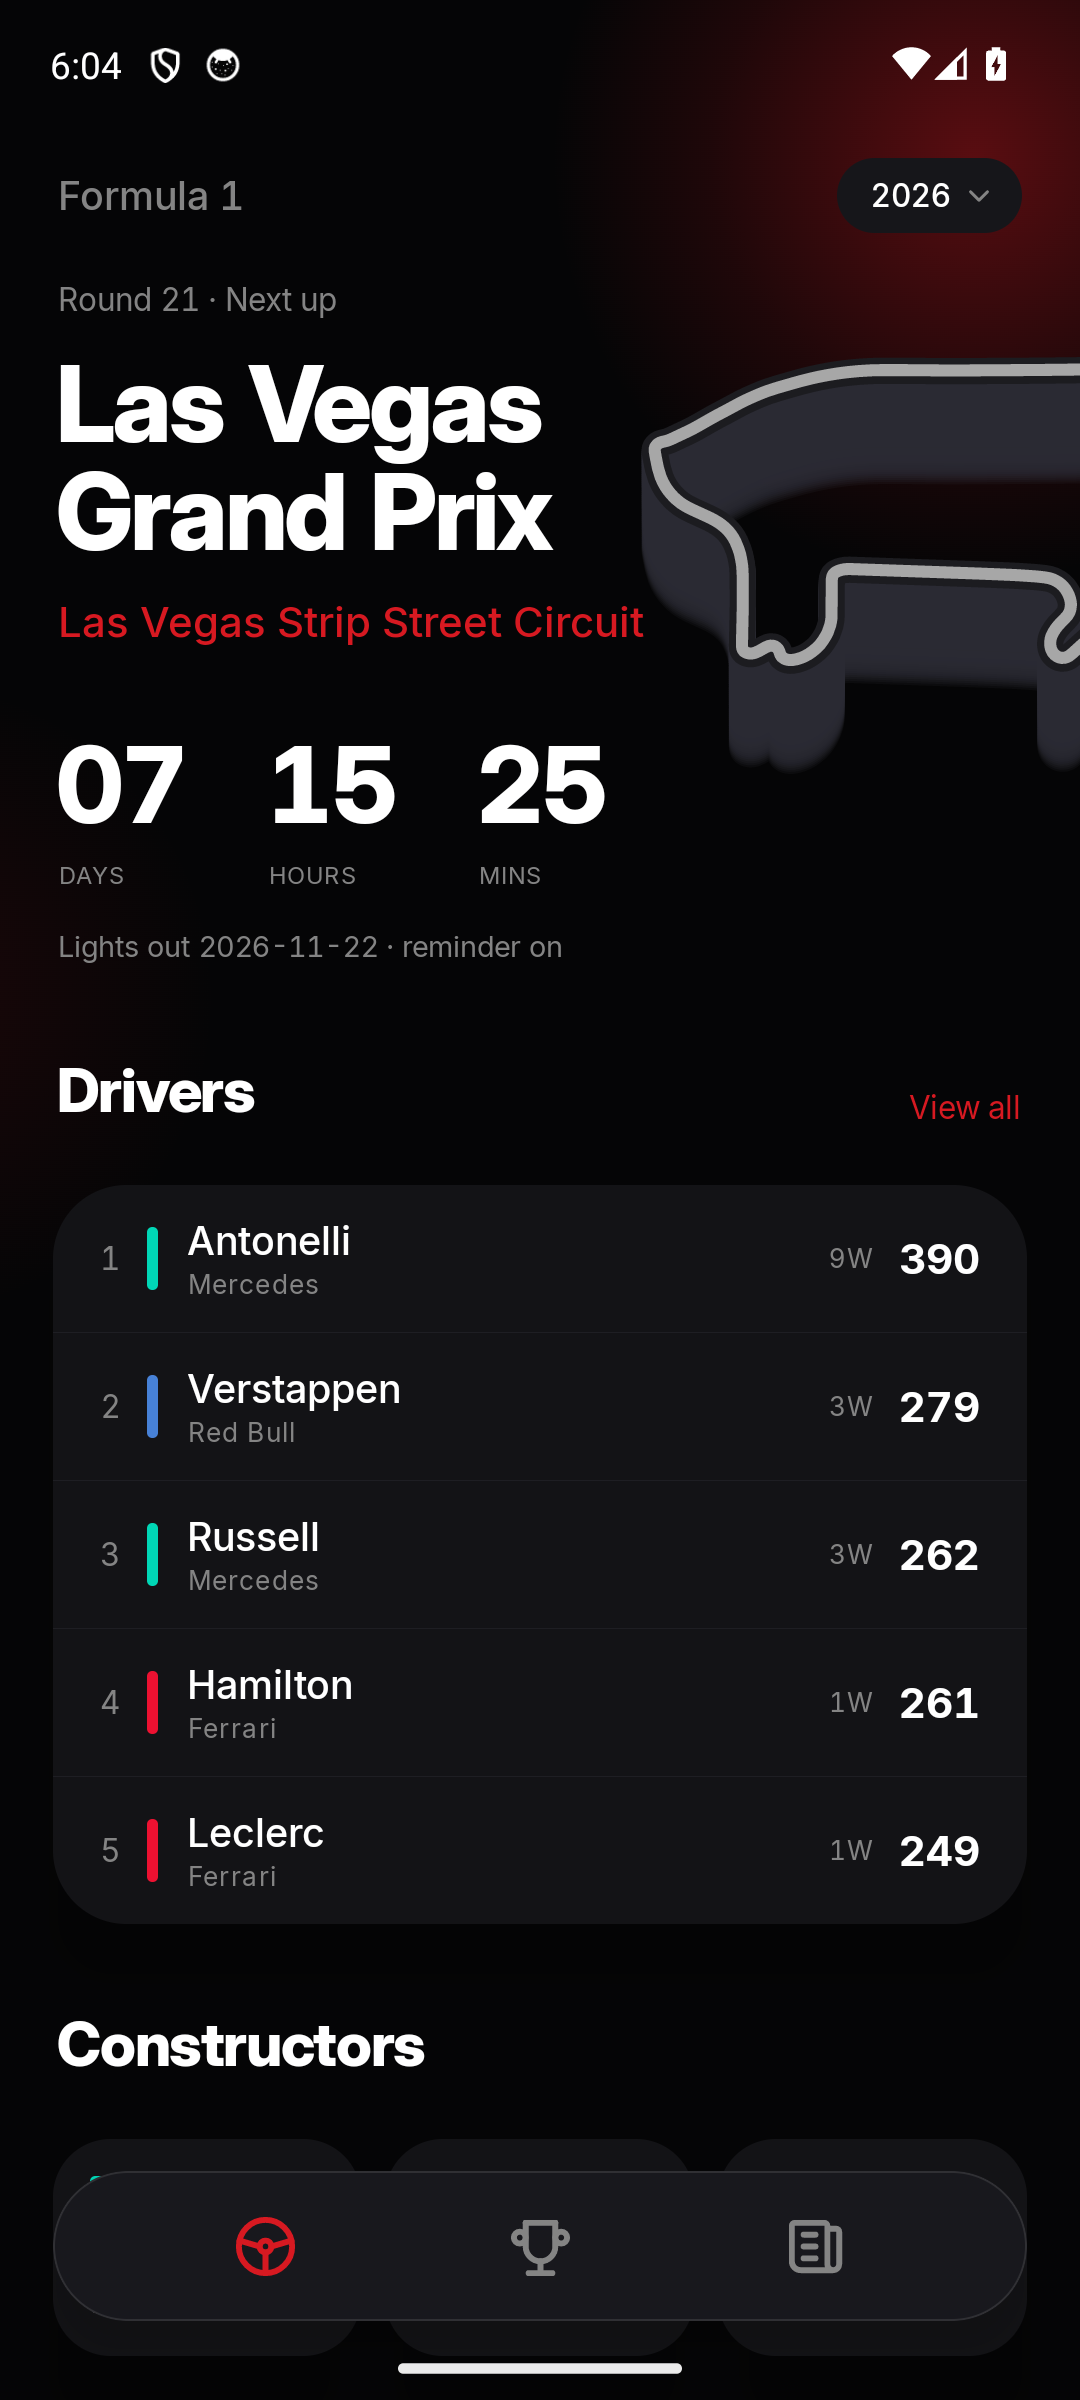 6:04
Formula 1
2026
Round 21 · Next up
Las Vegas
Grand Prix
Las Vegas Strip Street Circuit
07 15 25
DAYS HOURS MINS
Lights out 2026-11-22 · reminder on
Drivers
View all
1 Antonelli 9W 390
Mercedes
2 Verstappen 3W 279
Red Bull
3 Russell 3W 262
Mercedes
4 Hamilton 1W 261
Ferrari
5 Leclerc 1W 249
Ferrari
Constructors